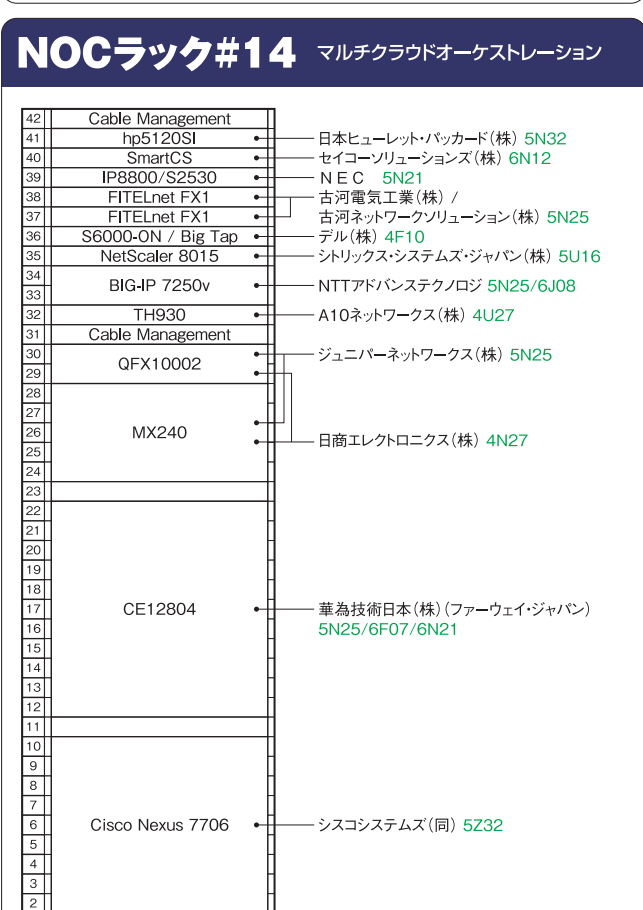 NOCラック#14 マルチクラウドオーケストレーション
42 Cable Management
41 hp5120SI 日本ヒューレット・パッカード(株) 5N32
40 SmartCS セイコーソリューションズ(株) 6N12
39 IP8800/S2530 NEC 5N21
38 FITELnet FX1 古河電気工業(株) /
37 FITELnet FX1 古河ネットワークソリューション(株) 5N25
36 S6000-ON / Big Tap デル(株) 4F10
35 NetScaler 8015 シトリックス・システムズ・ジャパン(株) 5U16
34
BIG-IP 7250v NTTアドバンステクノロジ 5N25/6J08
33
32 TH930 A10ネットワークス(株) 4U27
31 Cable Management
30 ジュニパーネットワークス(株) 5N25
QFX10002
29
28
27
26 MX240
日商エレクトロニクス(株) 4N27
25
24
23
22
21
20
19
18
17 CE12804 華為技術日本(株)(ファーウェイ・ジャパン)
16 5N25/6F07/6N21
15
14
13
12
11
10
9
8
7
6 Cisco Nexus 7706 シスコシステムズ(同) 5Z32
5
4
3
2